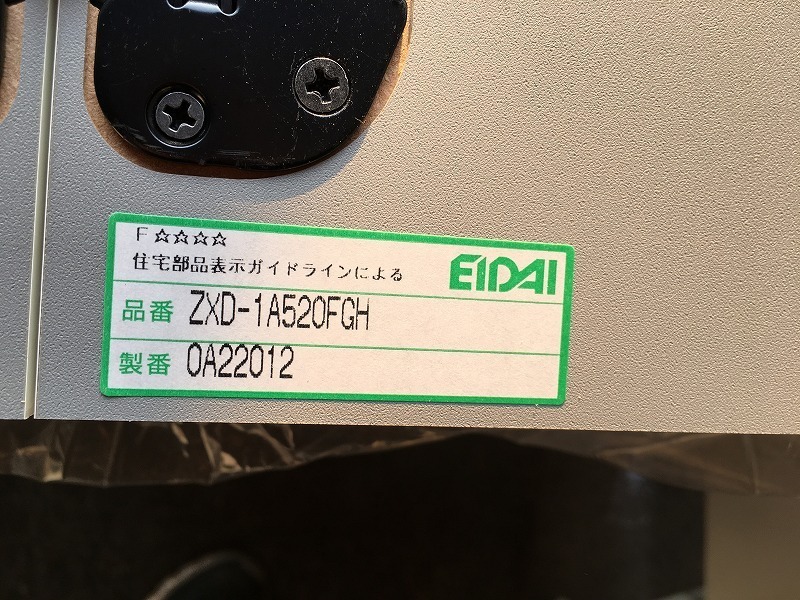 F☆☆☆☆
住宅部品表示ガイドラインによる
EIDAI
品番 ZXD-1A520FGH
製番 0A22012